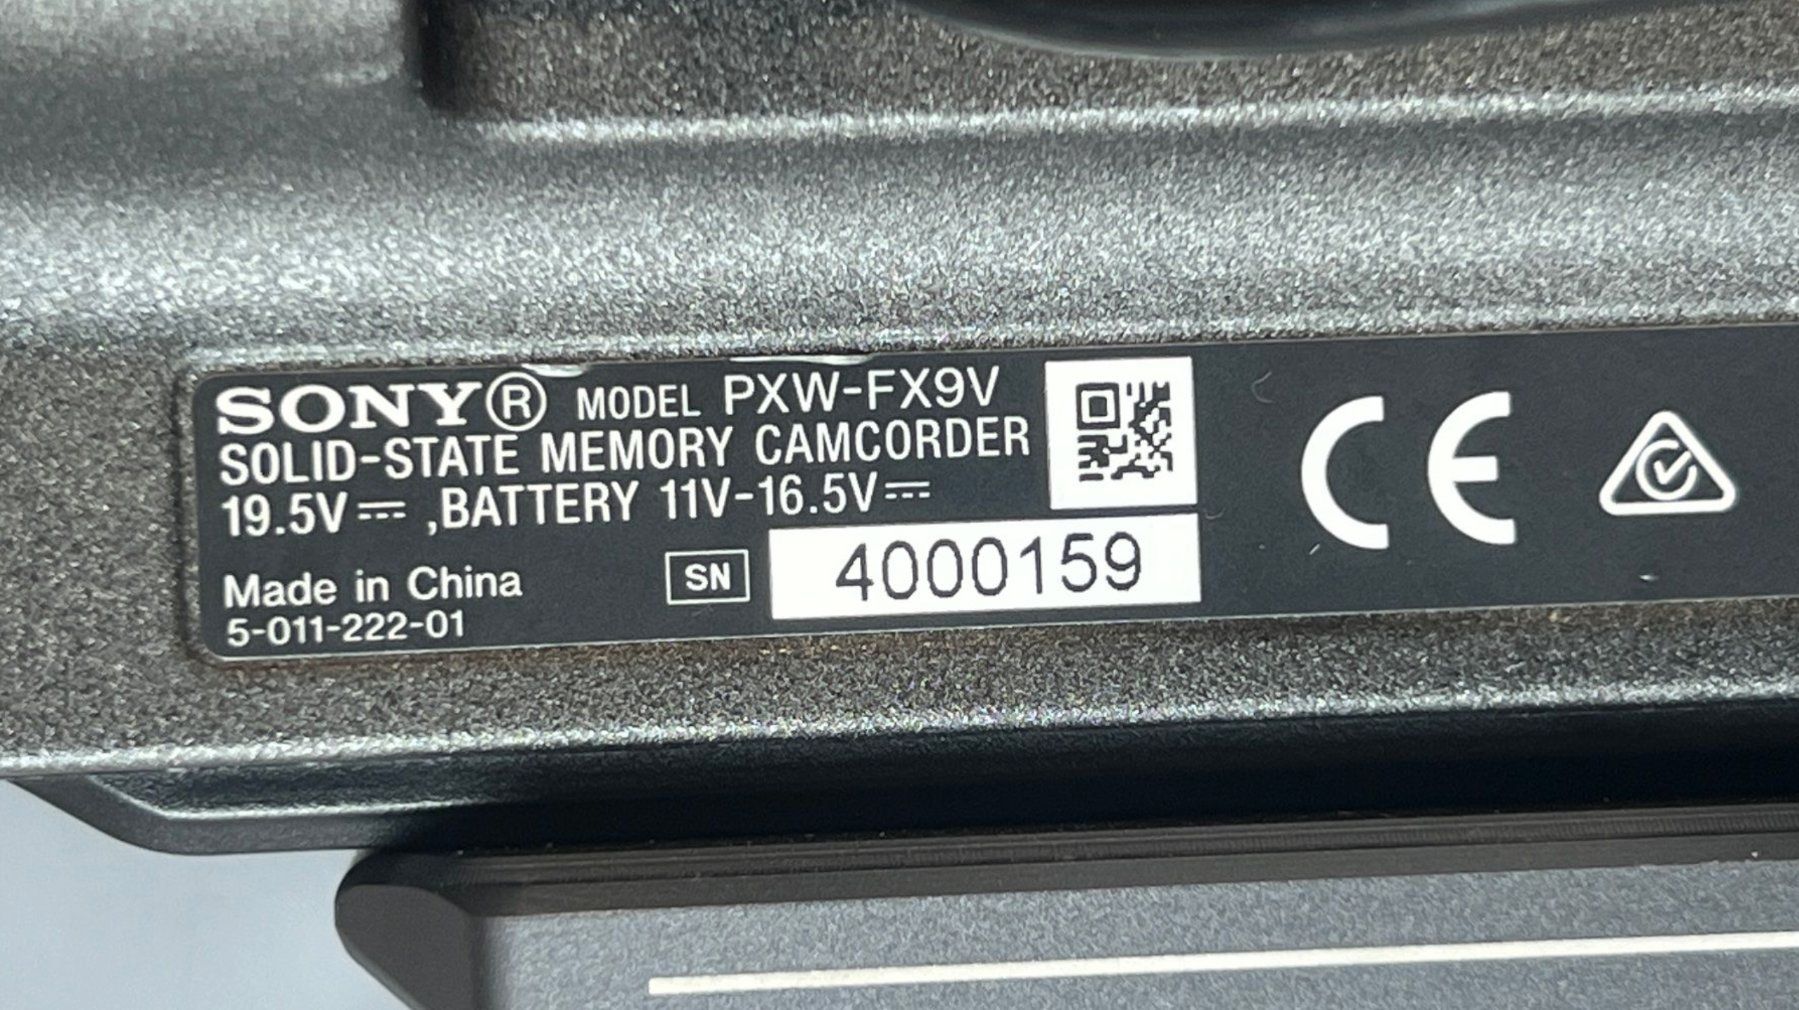 SONY® MODEL PXW-FX9V
SOLID-STATE MEMORY CAMCORDER
19.5V⎓ ,BATTERY 11V-16.5V⎓
Made in China
5-011-222-01
SN 4000159
CE